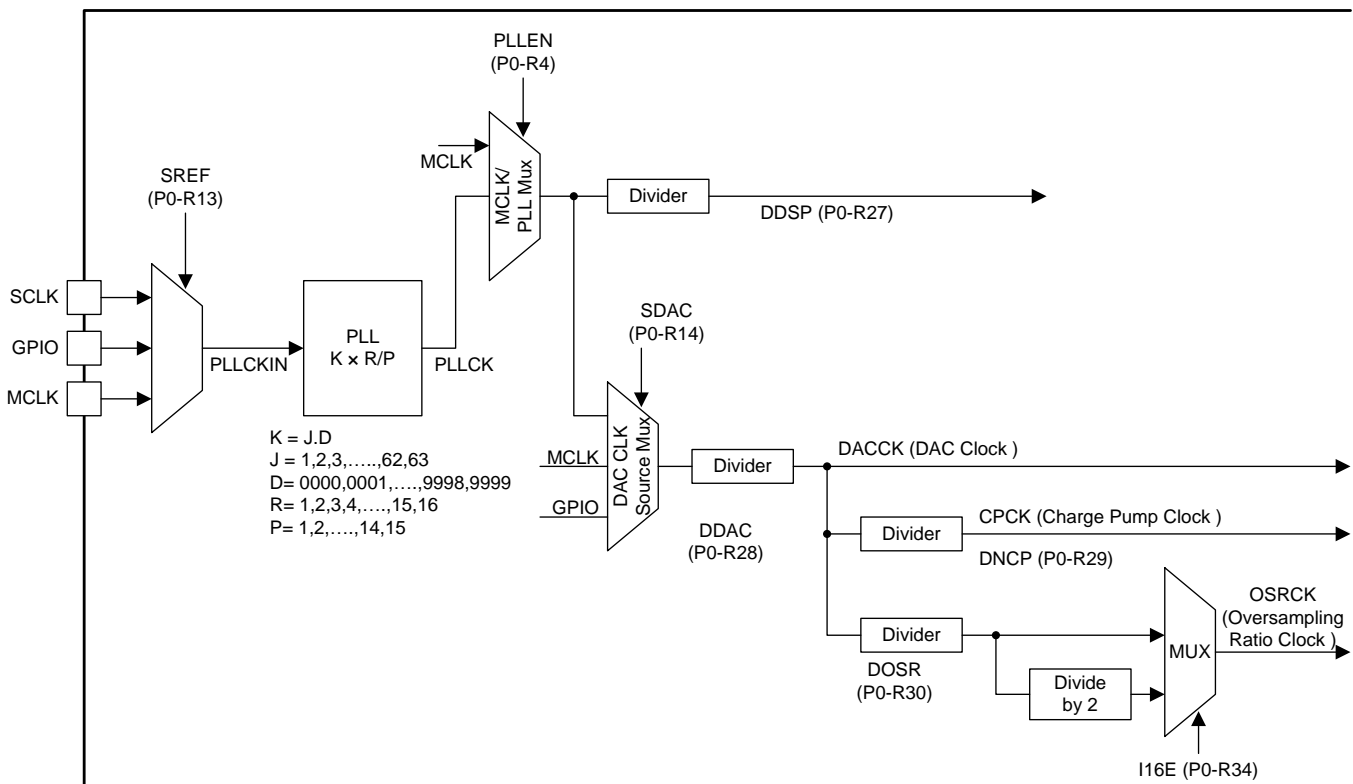 PLLEN
(P0-R4)
MCLK
MCLK/
PLL Mux
SREF
(P0-R13)
Divider
DDSP (P0-R27)
SCLK
GPIO
MCLK
PLLCKIN
PLL
K × R/P
PLLCK
SDAC
(P0-R14)
K = J.D
J = 1,2,3,…..,62,63
D= 0000,0001,….,9998,9999
R= 1,2,3,4,….,15,16
P= 1,2,….,14,15
MCLK
GPIO
DAC CLK
Source Mux
Divider
DDAC
(P0-R28)
DACCK (DAC Clock )
Divider
CPCK (Charge Pump Clock )
DNCP (P0-R29)
Divider
DOSR
(P0-R30)
Divide
by 2
MUX
OSRCK
(Oversampling
Ratio Clock )
I16E (P0-R34)